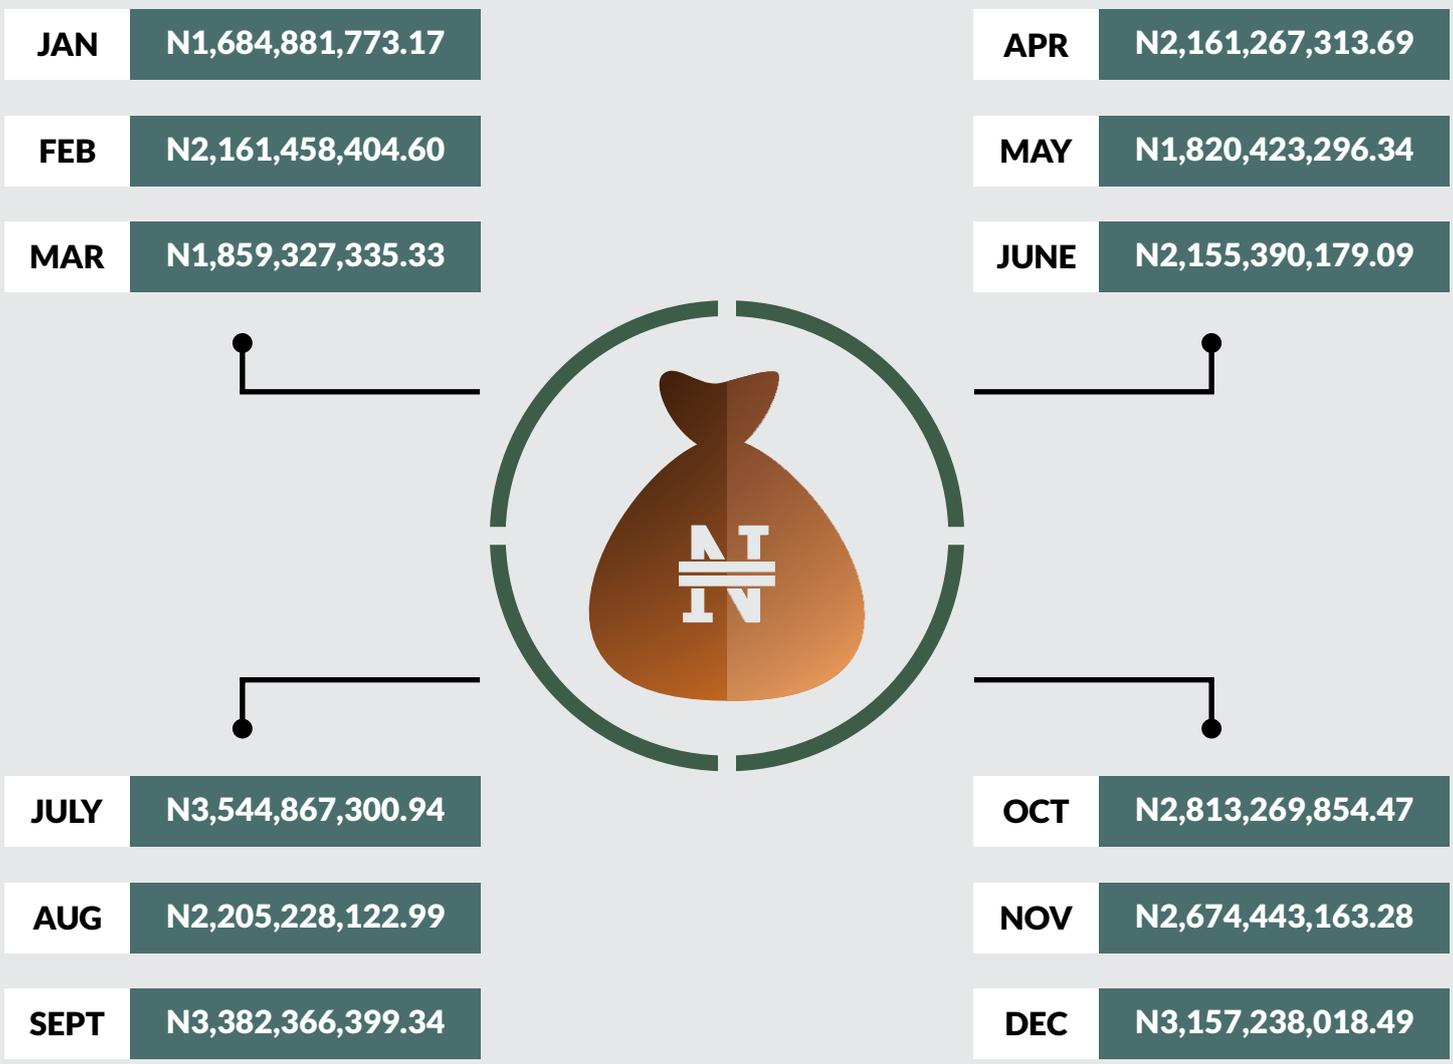 JAN N1,684,881,773.17
FEB N2,161,458,404.60
MAR N1,859,327,335.33
APR N2,161,267,313.69
MAY N1,820,423,296.34
JUNE N2,155,390,179.09
₦
JULY N3,544,867,300.94
AUG N2,205,228,122.99
SEPT N3,382,366,399.34
OCT N2,813,269,854.47
NOV N2,674,443,163.28
DEC N3,157,238,018.49